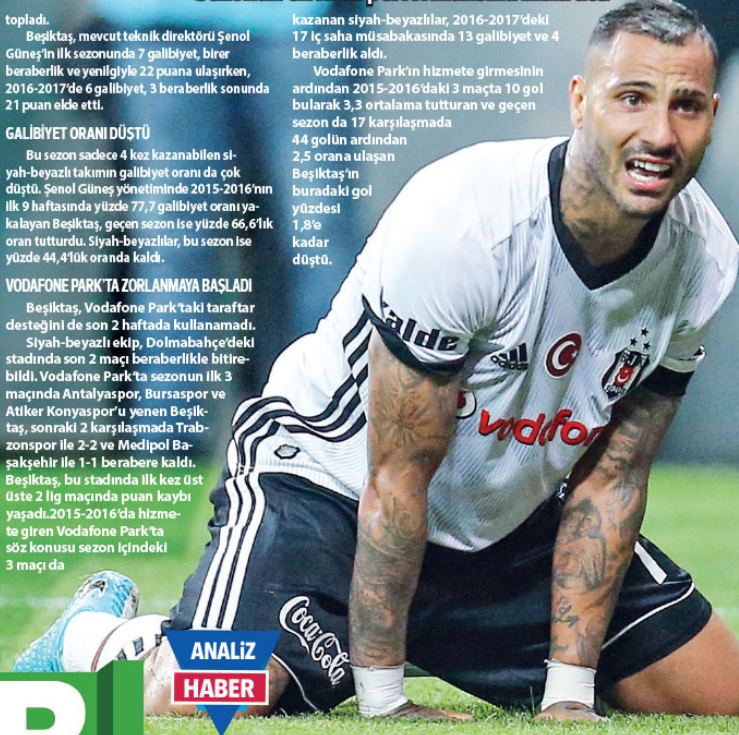 topladı.
Beşiktaş, mevcut teknik direktörü Şenol
Güneş'in ilk sezonunda 7 galibiyet, birer
beraberlik ve yenilgiyle 22 puana ulaşırken,
2016-2017'de 6 galibiyet, 3 beraberlik sonunda
21 puan elde etti.
GALİBİYET ORANI DÜŞTÜ
Bu sezon sadece 4 kez kazanabilen si-
yah-beyazlı takımın galibiyet oranı da çok
düştü. Şenol Güneş yönetiminde 2015-2016'nın
ilk 9 haftasında yüzde 77,7 galibiyet oranı ya-
kalayan Beşiktaş, geçen sezon ise yüzde 66,6'lık
oran tutturdu. Siyah-beyazlılar, bu sezon ise
yüzde 44,4'lük oranda kaldı.
VODAFONE PARK'TA ZORLANMAYA BAŞLADI
Beşiktaş, Vodafone Park'taki taraftar
desteğini de son 2 haftada kullanamadı.
Siyah-beyazlı ekip, Dolmabahçe'deki
stadında son 2 maçı beraberlikle bitire-
bildi. Vodafone Park'ta sezonun ilk 3
maçında Antalyaspor, Bursaspor ve
Atiker Konyaspor'u yenen Beşik-
taş, sonraki 2 karşılaşmada Trab-
zonspor ile 2-2 ve Medipol Ba-
şakşehir ile 1-1 berabere kaldı.
Beşiktaş, bu stadında ilk kez üst
üste 2 lig maçında puan kaybı
yaşadı.2015-2016'da hizme-
te giren Vodafone Park'ta
söz konusu sezon içindeki
3 maçı da
kazanan siyah-beyazlılar, 2016-2017'deki
17 iç saha müsabakasında 13 galibiyet ve 4
beraberlik aldı.
Vodafone Park'ın hizmete girmesinin
ardından 2015-2016'daki 3 maçta 10 gol
bularak 3,3 ortalama tutturan ve geçen
sezon da 17 karşılaşmada
44 golün ardından
2,5 orana ulaşan
Beşiktaş'ın
buradaki gol
yüzdesi
1,8'e
kadar
düştü.
kalde
adidas
vodafo
Coca-Cola
ANALİZ
HABER